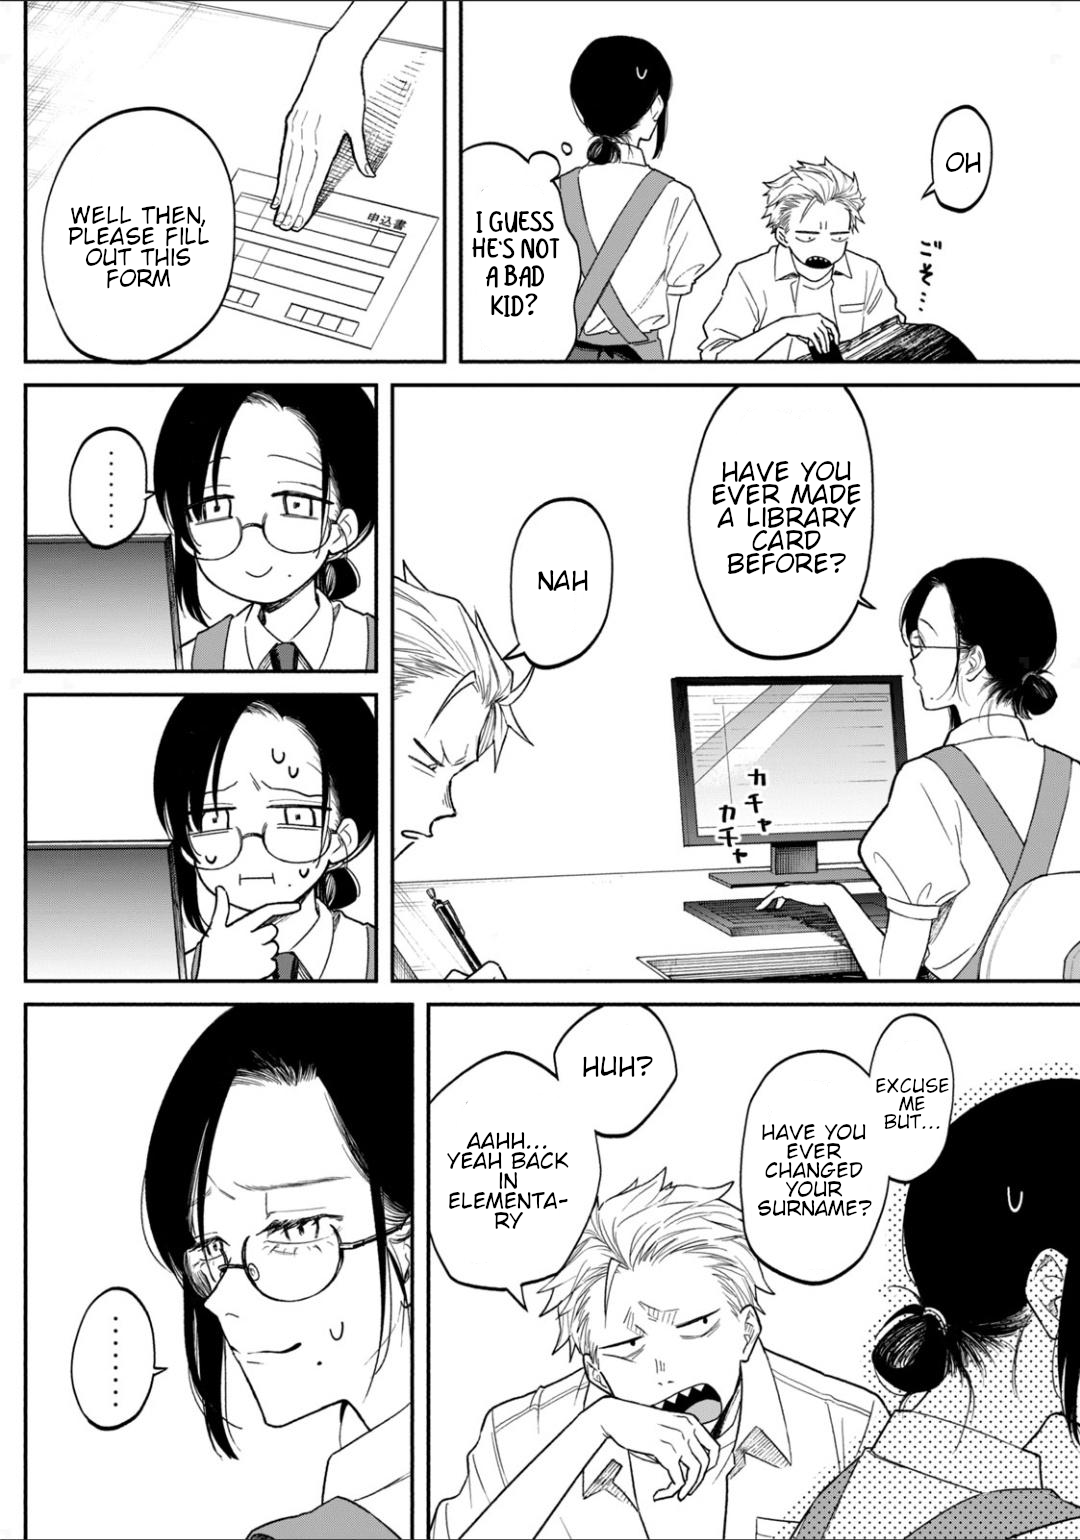 OH
ごそ…
I GUESS
HE'S NOT
A BAD
KID?
WELL THEN,
PLEASE FILL
OUT THIS
FORM
申込書
HAVE YOU
EVER MADE
A LIBRARY
CARD
BEFORE?
NAH
カチャ
カチャ
........
EXCUSE
ME
BUT...
HAVE YOU
EVER
CHANGED
YOUR
SURNAME?
HUH?
AAHH...
YEAH BACK
IN
ELEMENTA-
RY
........